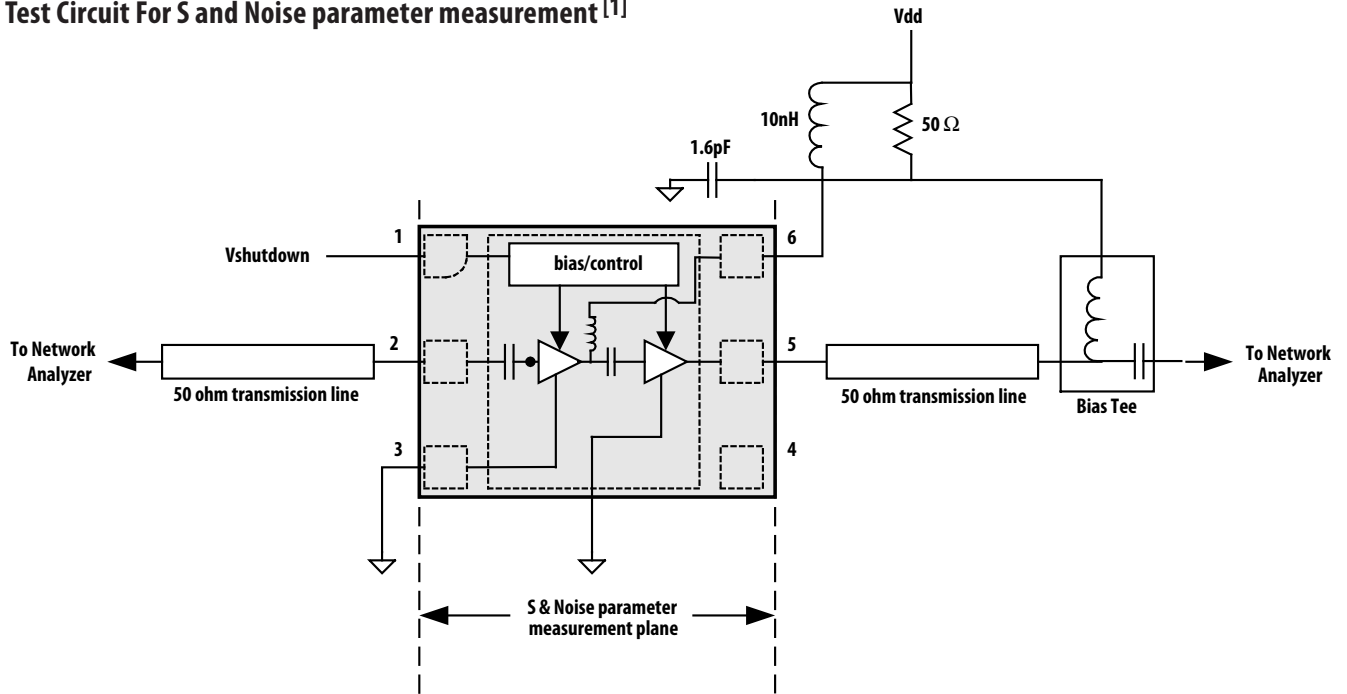 Test Circuit For S and Noise parameter measurement [1]
Vdd
10nH
50 Ω
1.6pF
1
6
Vshutdown
bias/control
2
5
To Network
Analyzer
50 ohm transmission line
50 ohm transmission line
Bias Tee
To Network
Analyzer
3
4
S & Noise parameter
measurement plane